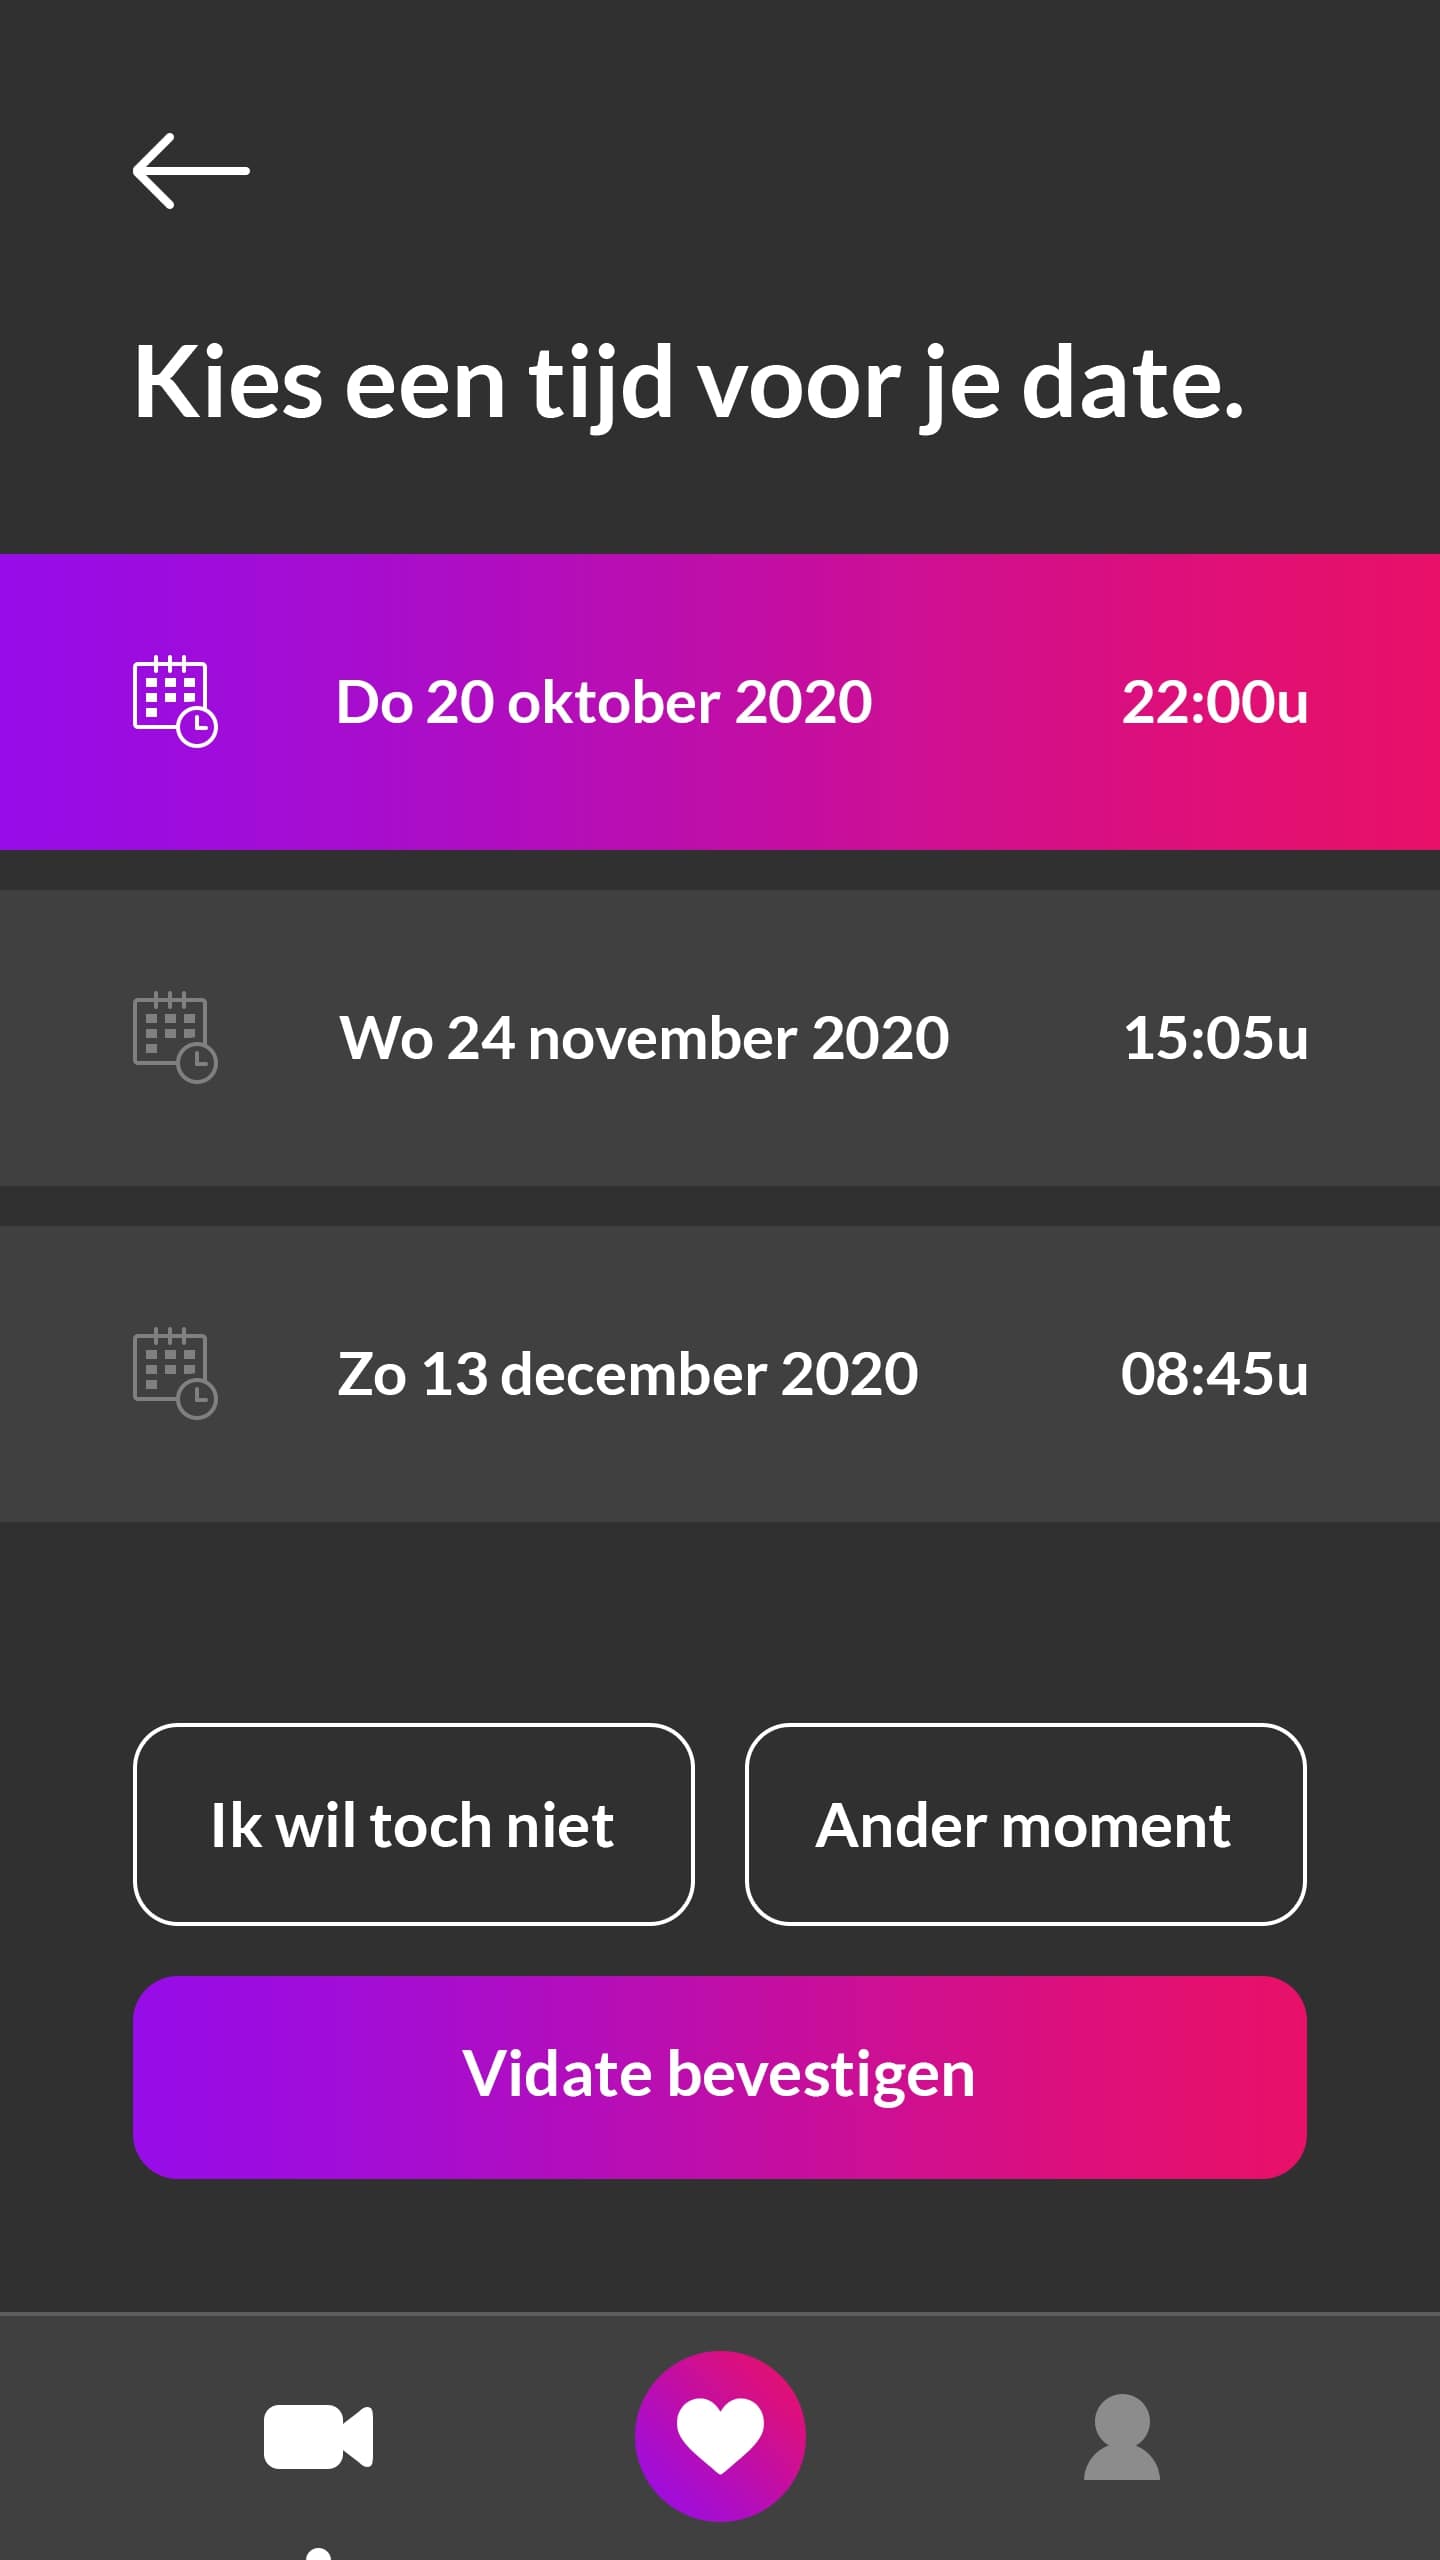 Kies een tijd voor je date.
Do 20 oktober 2020 22:00u
Wo 24 november 2020 15:05u
Zo 13 december 2020 08:45u
Ik wil toch niet Ander moment
Vidate bevestigen